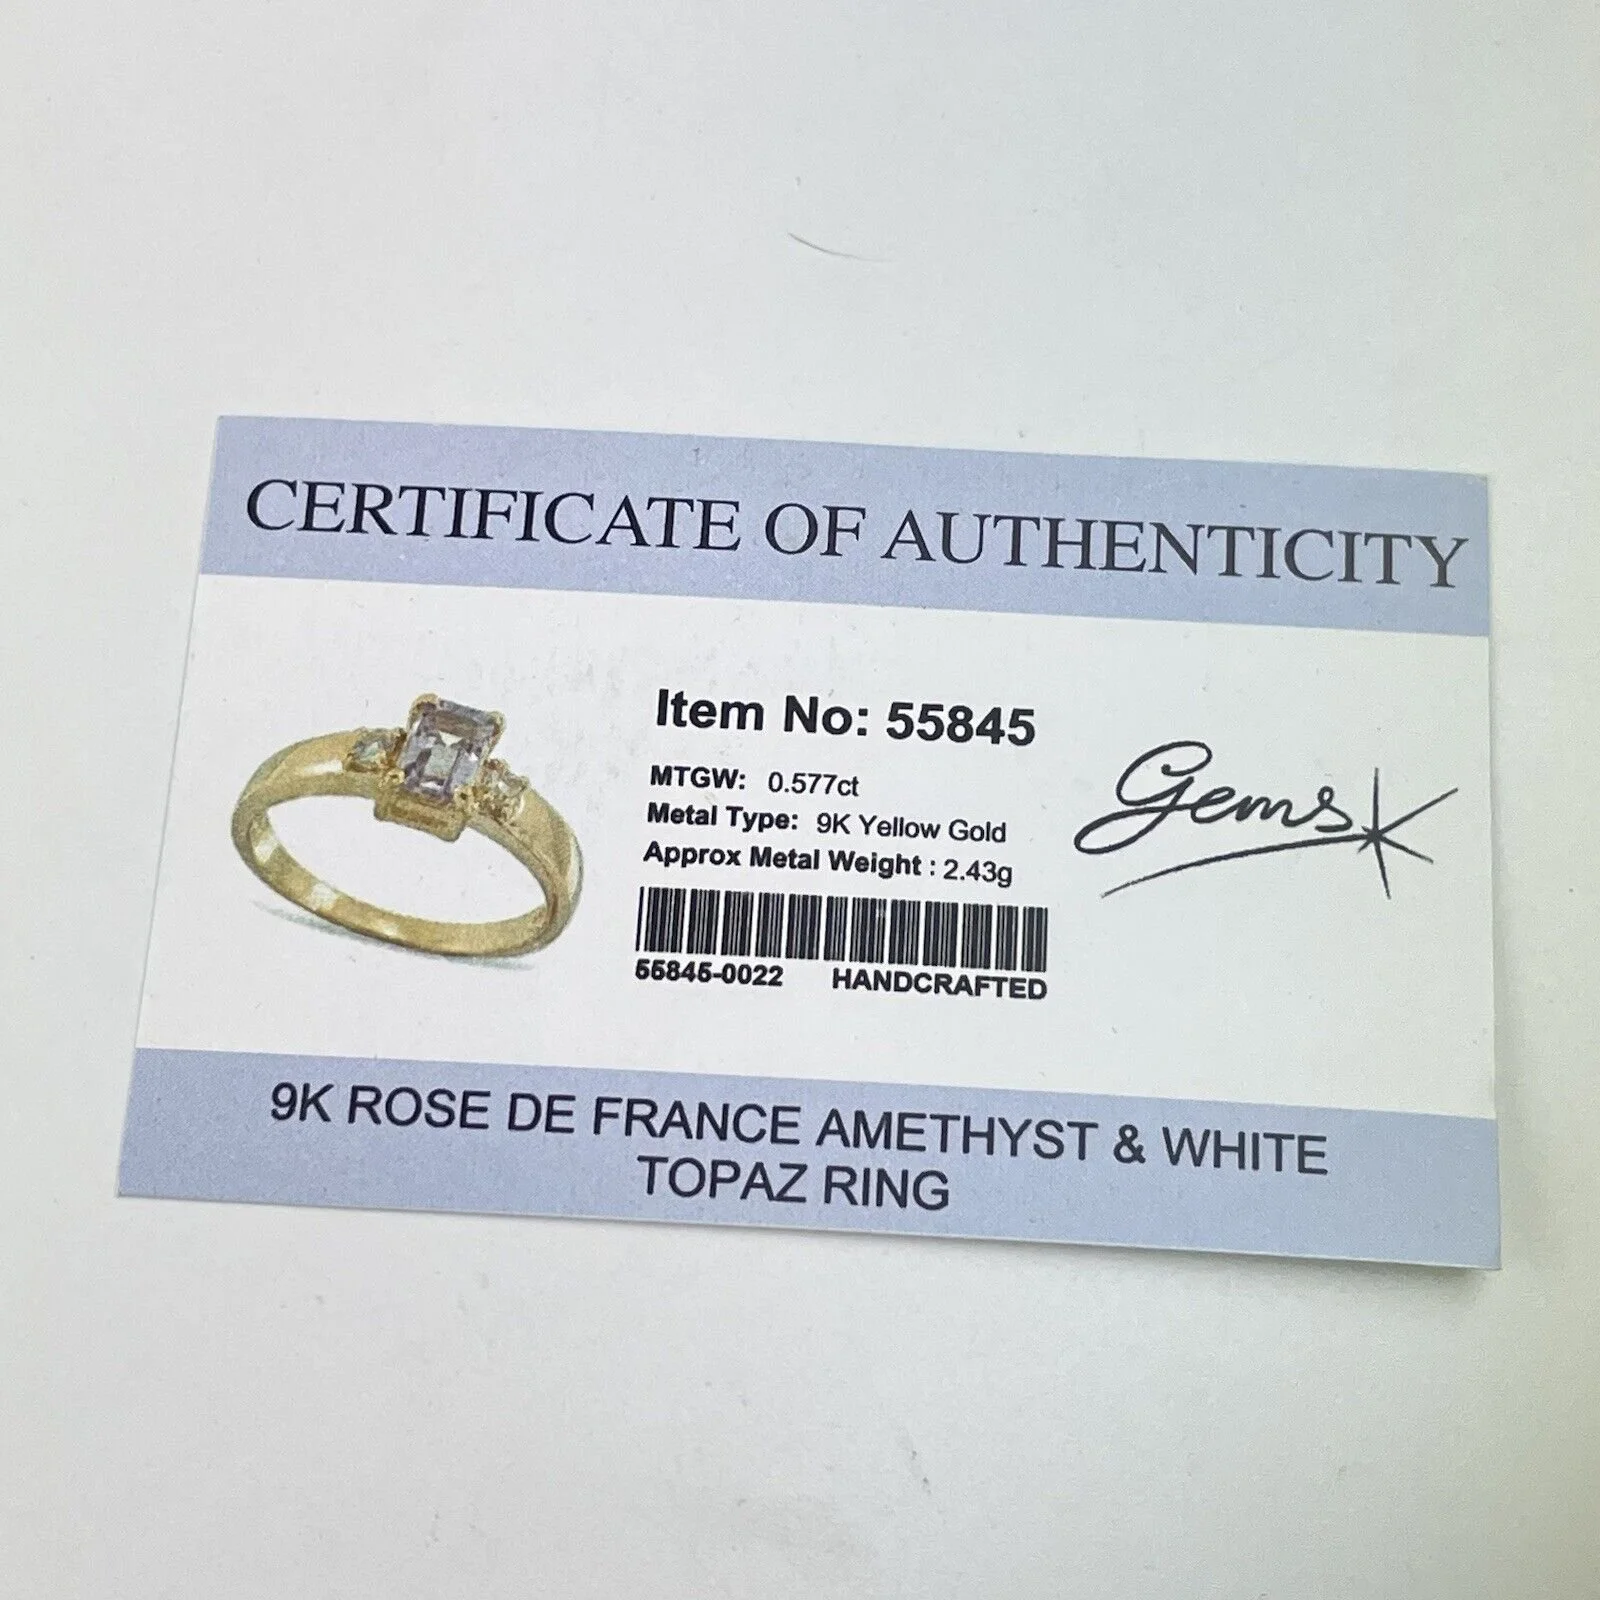 CERTIFICATE OF AUTHENTICITY
Item No: 55845
MTGW: 0.577ct
Metal Type: 9K Yellow Gold
Approx Metal Weight : 2.43g
55845-0022 HANDCRAFTED
Gems
9K ROSE DE FRANCE AMETHYST & WHITE
TOPAZ RING